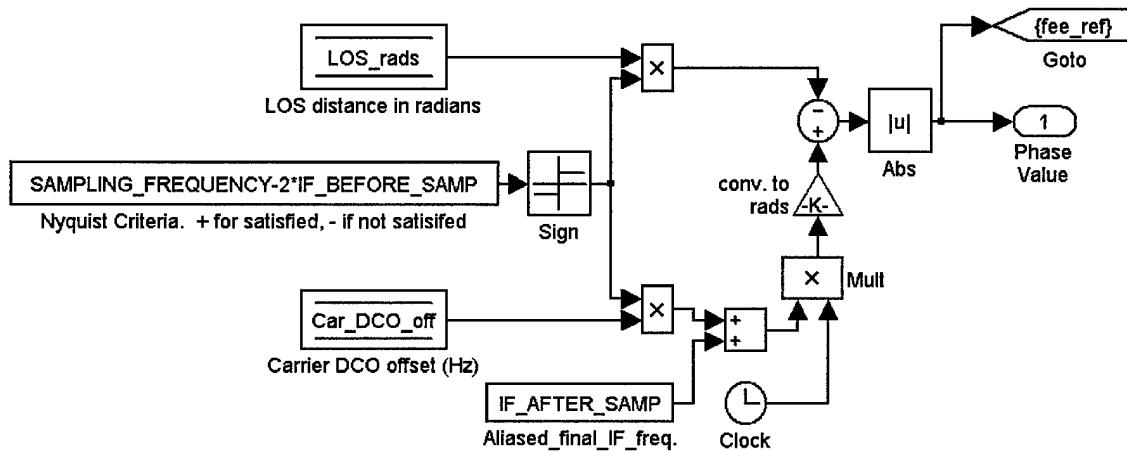 {fee_ref}
Goto
LOS_rads
×
LOS distance in radians
-
+
|u|
Abs
1
Phase
Value
SAMPLING_FREQUENCY-2*IF_BEFORE_SAMP
Nyquist Criteria. + for satisfied, - if not satisifed
Sign
conv. to
rads
-K-
×
Mult
Car_DCO_off
×
+
+
Carrier DCO offset (Hz)
IF_AFTER_SAMP
Aliased_final_IF_freq.
Clock